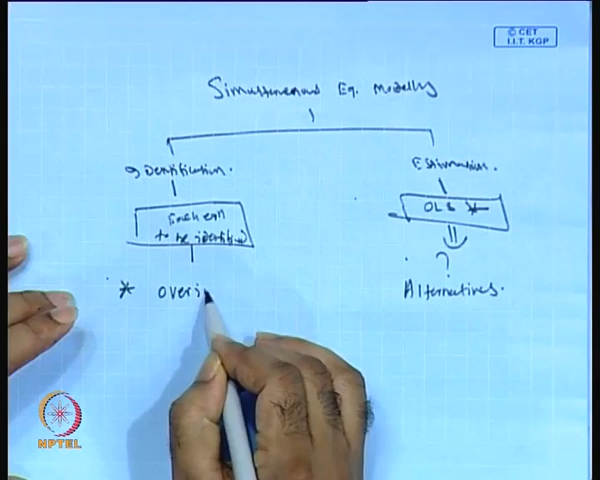 © CET
I.I.T. KGP
Simultaneous Eq. Modelling
Identification.
Estimation.
Each eqn
to be identified
OLS
?
* overi
Alternatives.
NPTEL